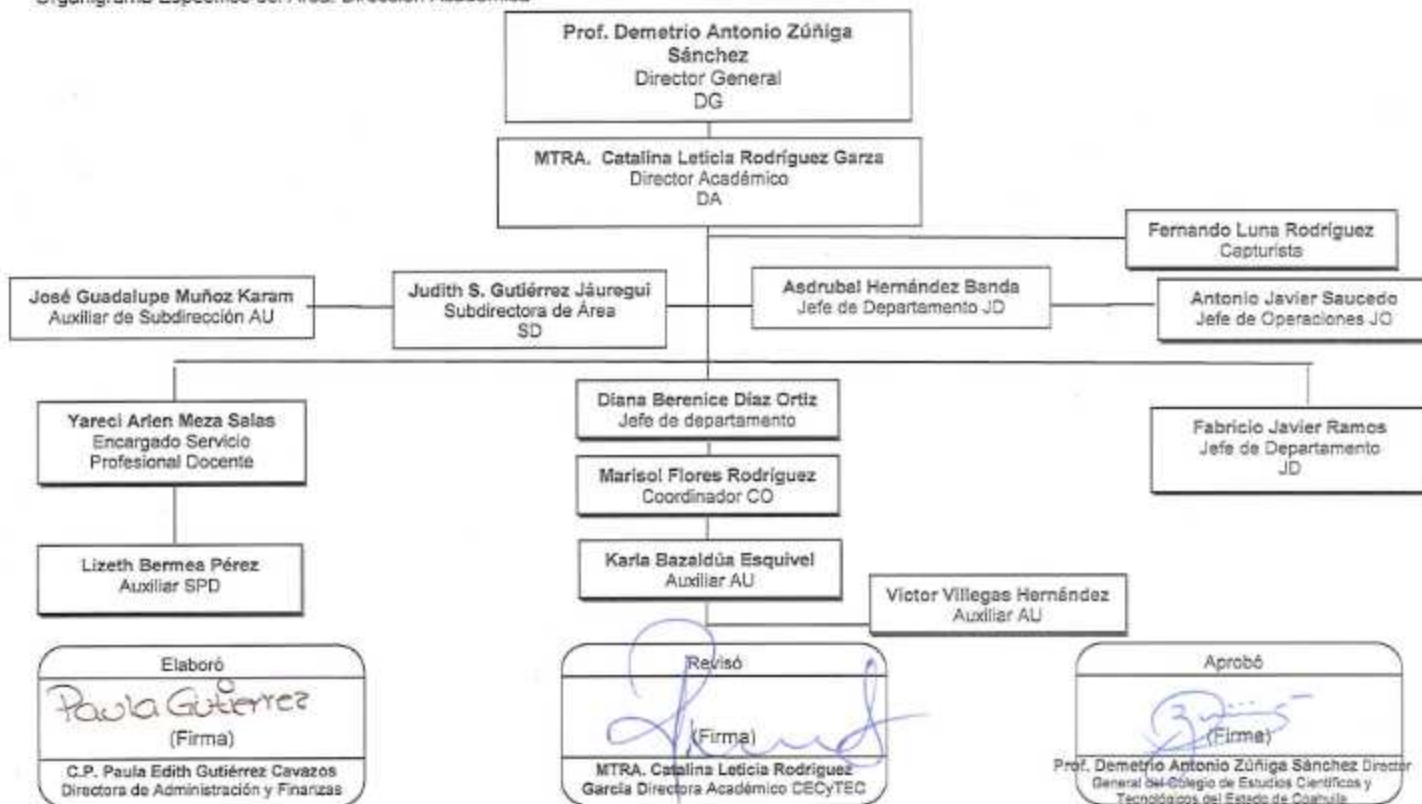 Organigrama Específico del Área: Dirección Académica
Prof. Demetrio Antonio Zúñiga
Sánchez
Director General
DG
MTRA. Catalina Leticia Rodríguez Garza
Director Académico
DA
Fernando Luna Rodríguez
Capturista
José Guadalupe Muñoz Karam
Auxiliar de Subdirección AU
Judith S. Gutiérrez Jáuregui
Subdirectora de Área
SD
Asdrubal Hernández Banda
Jefe de Departamento JD
Antonio Javier Saucedo
Jefe de Operaciones JO
Yareci Arlen Meza Salas
Encargado Servicio
Profesional Docente
Diana Berenice Díaz Ortiz
Jefe de departamento
Fabricio Javier Ramos
Jefe de Departamento
JD
Marisol Flores Rodríguez
Coordinador CO
Lizeth Bermea Pérez
Auxiliar SPD
Karla Bazaldúa Esquivel
Auxiliar AU
Victor Villegas Hernández
Auxiliar AU
Elaboró
Paula Gutierrez
(Firma)
C.P. Paula Edith Gutiérrez Cavazos
Directora de Administración y Finanzas
Revisó
(Firma)
MTRA. Catalina Leticia Rodríguez
García Directora Académico CECyTEC
Aprobó
(Firma)
Prof. Demetrio Antonio Zúñiga Sánchez Director
General del Colegio de Estudios Científicos y
Tecnológicos del Estado de Coahuila